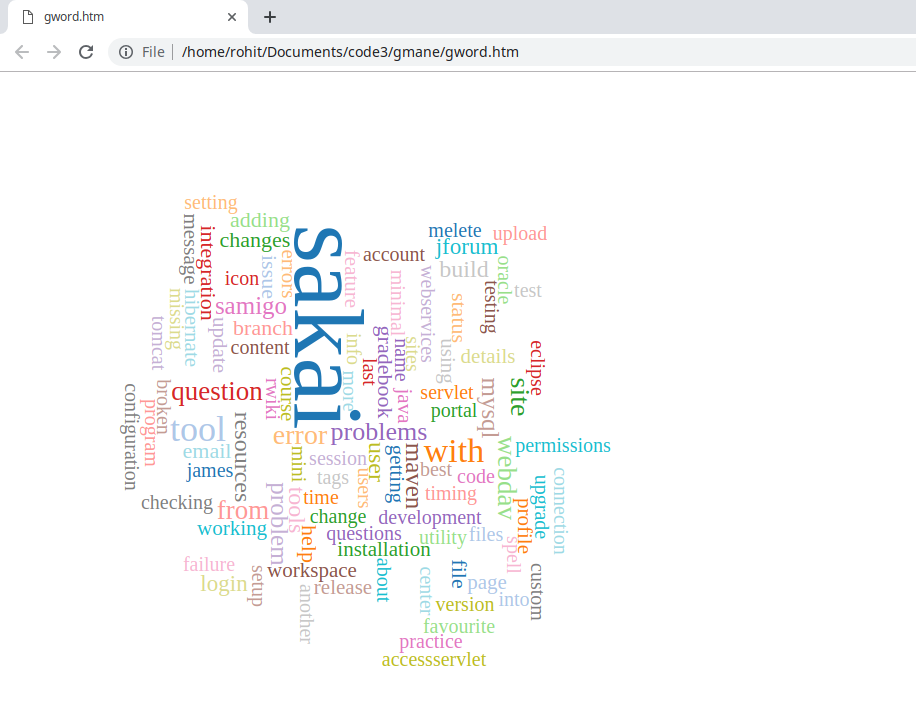 gword.htm
File /home/rohit/Documents/code3/gmane/gword.htm
setting
adding
message
integration
changes
sakai
melete
upload
jforum
account
build
errors
issue
feature
icon
oracle
test
webservices
minimal
testing
samigo
missing
hibernate
status
tomcat
update
branch
content
info
gradebook
name
sites
using
details
eclipse
last
more
question
broken
rwiki
course
java
servlet
mysql
site
configuration
program
portal
tool
resources
error
problems
with
webdav
permissions
email
james
mini
session
user
getting
maven
best
code
tags
users
upgrade
connection
checking
from
problem
tools
time
timing
profile
working
change
development
questions
help
utility
files
spell
installation
failure
login
setup
workspace
about
center
file
page
custom
release
another
version
into
favourite
practice
accessservlet